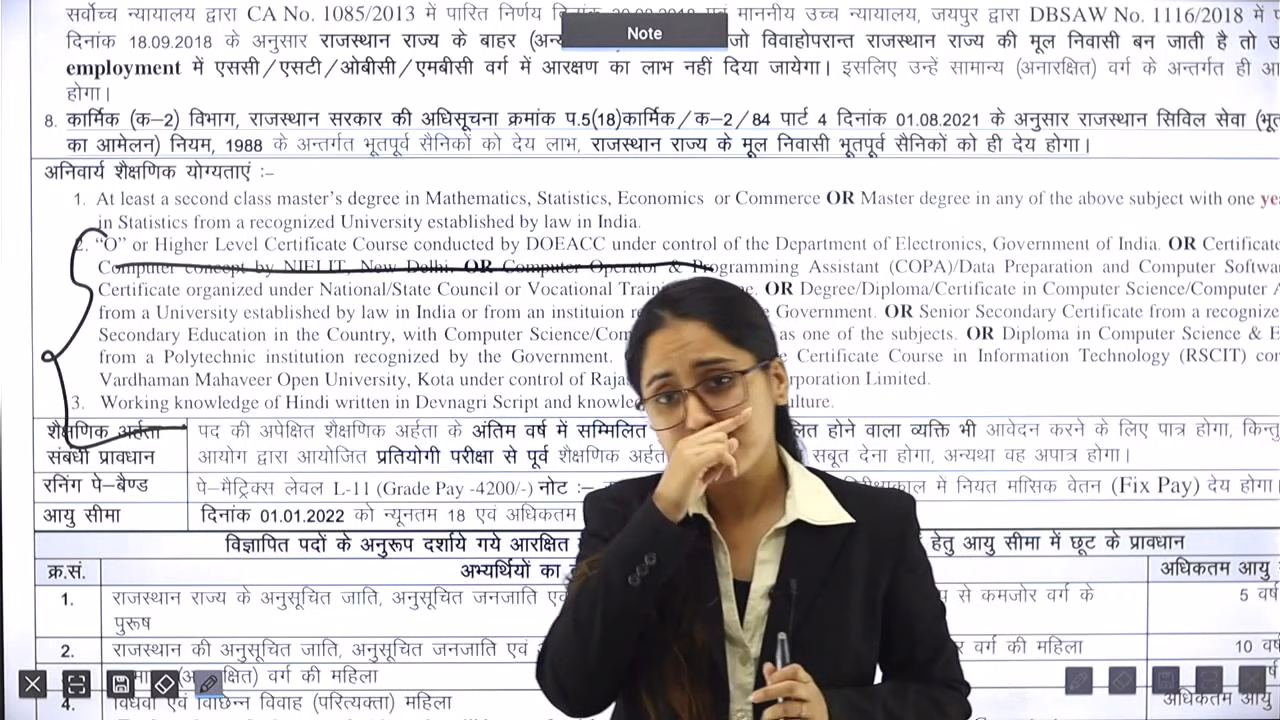 सर्वोच्च न्यायालय द्वारा CA No. 1085/2013 में पारित निर्णय माननीय उच्च न्यायालय, जयपुर द्वारा DBSAW No. 1116/2018 में
Note
दिनांक 18.09.2018 के अनुसार राजस्थान राज्य के बाहर जो विवाहोपरान्त राजस्थान राज्य की मूल निवासी बन जाती है तो
employment में एससी/एसटी/ओबीसी/एमबीसी वर्ग में आरक्षण का लाभ नहीं दिया जायेगा। इसलिए उन्हें सामान्य (अनारक्षित) वर्ग के अन्तर्गत ही
होगा।
8. कार्मिक (क-2) विभाग, राजस्थान सरकार की अधिसूचना क्रमांक प.5(18)कार्मिक/क-2/84 पार्ट 4 दिनांक 01.08.2021 के अनुसार राजस्थान सिविल सेवा
का आमेलन) नियम, 1988 के अन्तर्गत भूतपूर्व सैनिकों को देय लाभ, राजस्थान राज्य के मूल निवासी भूतपूर्व सैनिकों को ही देय होगा।
अनिवार्य शैक्षणिक योग्यताएं :-
1. At least a second class master's degree in Mathematics, Statistics, Economics or Commerce OR Master degree in any of the above subject with one
in Statistics from a recognized University established by law in India.
2. "O" or Higher Level Certificate Course conducted by DOEACC under control of the Department of Electronics, Government of India. OR Certificate
Computer concept by NIELIT, New Delhi. OR Computer Operator & Programming Assistant (COPA)/Data Preparation and Computer
Certificate organized under National/State Council or Vocational OR Degree/Diploma/Certificate in Computer Science/Computer
from a University established by law in India or from an instituion Government. OR Senior Secondary Certificate from a
Secondary Education in the Country, with Computer as one of the subjects. OR Diploma in Computer Science &
from a Polytechnic institution recognized by the Government. Certificate Course in Information Technology (RSCIT)
Vardhaman Mahaveer Open University, Kota under control of Limited.
3. Working knowledge of Hindi written in Devnagri Script and
शैक्षणिक अर्हता पद की अपेक्षित शैक्षणिक अर्हता के अंतिम वर्ष में सम्मिलित होने वाला व्यक्ति भी आवेदन करने के लिए पात्र होगा, किन्तु
संबंधी प्रावधान आयोग द्वारा आयोजित प्रतियोगी परीक्षा से पूर्व शैक्षणिक सबूत देना होगा, अन्यथा वह अपात्र होगा।
रनिंग पे-बैण्ड पे-मैट्रिक्स लेवल L-11 (Grade Pay -4200/-) नोट :- में नियत मासिक वेतन (Fix Pay) देय होगा।
आयु सीमा दिनांक 01.01.2022 को न्यूनतम 18 एवं अधिकतम
विज्ञापित पदों के अनुरूप दर्शाये गये आरक्षित हेतु आयु सीमा में छूट के प्रावधान
क्र.सं. अभ्यर्थियों का अधिकतम आयु
1. राजस्थान राज्य के अनुसूचित जाति, अनुसूचित जनजाति से कमजोर वर्ग के 5 वर्ष
पुरूष
2. राजस्थान की अनुसूचित जाति, अनुसूचित जनजाति एवं वर्ग की महिला 10 वर्ष
वर्ग की महिला
4. विधवा एवं विछिन्न विवाह (परित्यक्ता) महिला अधिकतम आयु